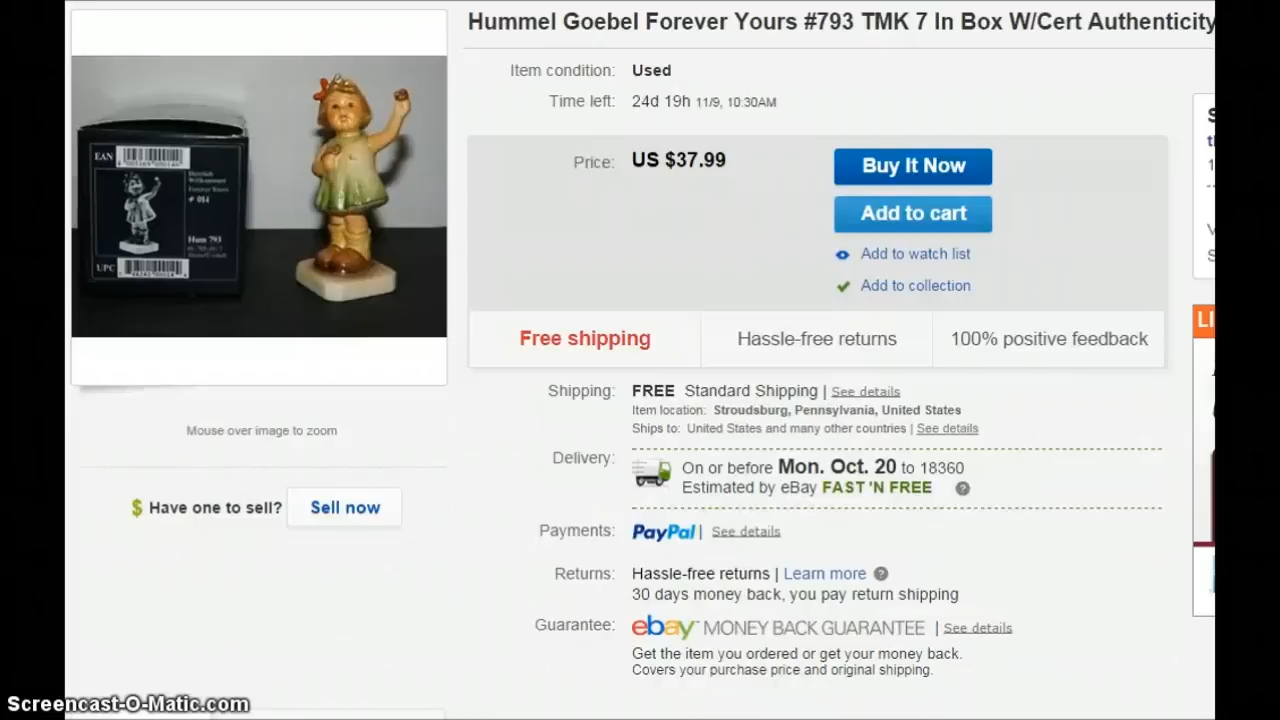 Hummel Goebel Forever Yours #793 TMK 7 In Box W/Cert Authenticity
Item condition: Used
Time left: 24d 19h 11/9, 10:30AM
Price: US $37.99
Buy It Now
Add to cart
Add to watch list
Add to collection
Free shipping
Hassle-free returns
100% positive feedback
EAN
Forever Yours
# 014
Hum 793
UPC
Mouse over image to zoom
$ Have one to sell? Sell now
Shipping: FREE Standard Shipping | See details
Item location: Stroudsburg, Pennsylvania, United States
Ships to: United States and many other countries | See details
Delivery: On or before Mon. Oct. 20 to 18360
Estimated by eBay FAST 'N FREE ?
Payments: PayPal | See details
Returns: Hassle-free returns | Learn more ?
30 days money back, you pay return shipping
Guarantee: ebay MONEY BACK GUARANTEE | See details
Get the item you ordered or get your money back.
Covers your purchase price and original shipping.
LI
Screencast-O-Matic.com